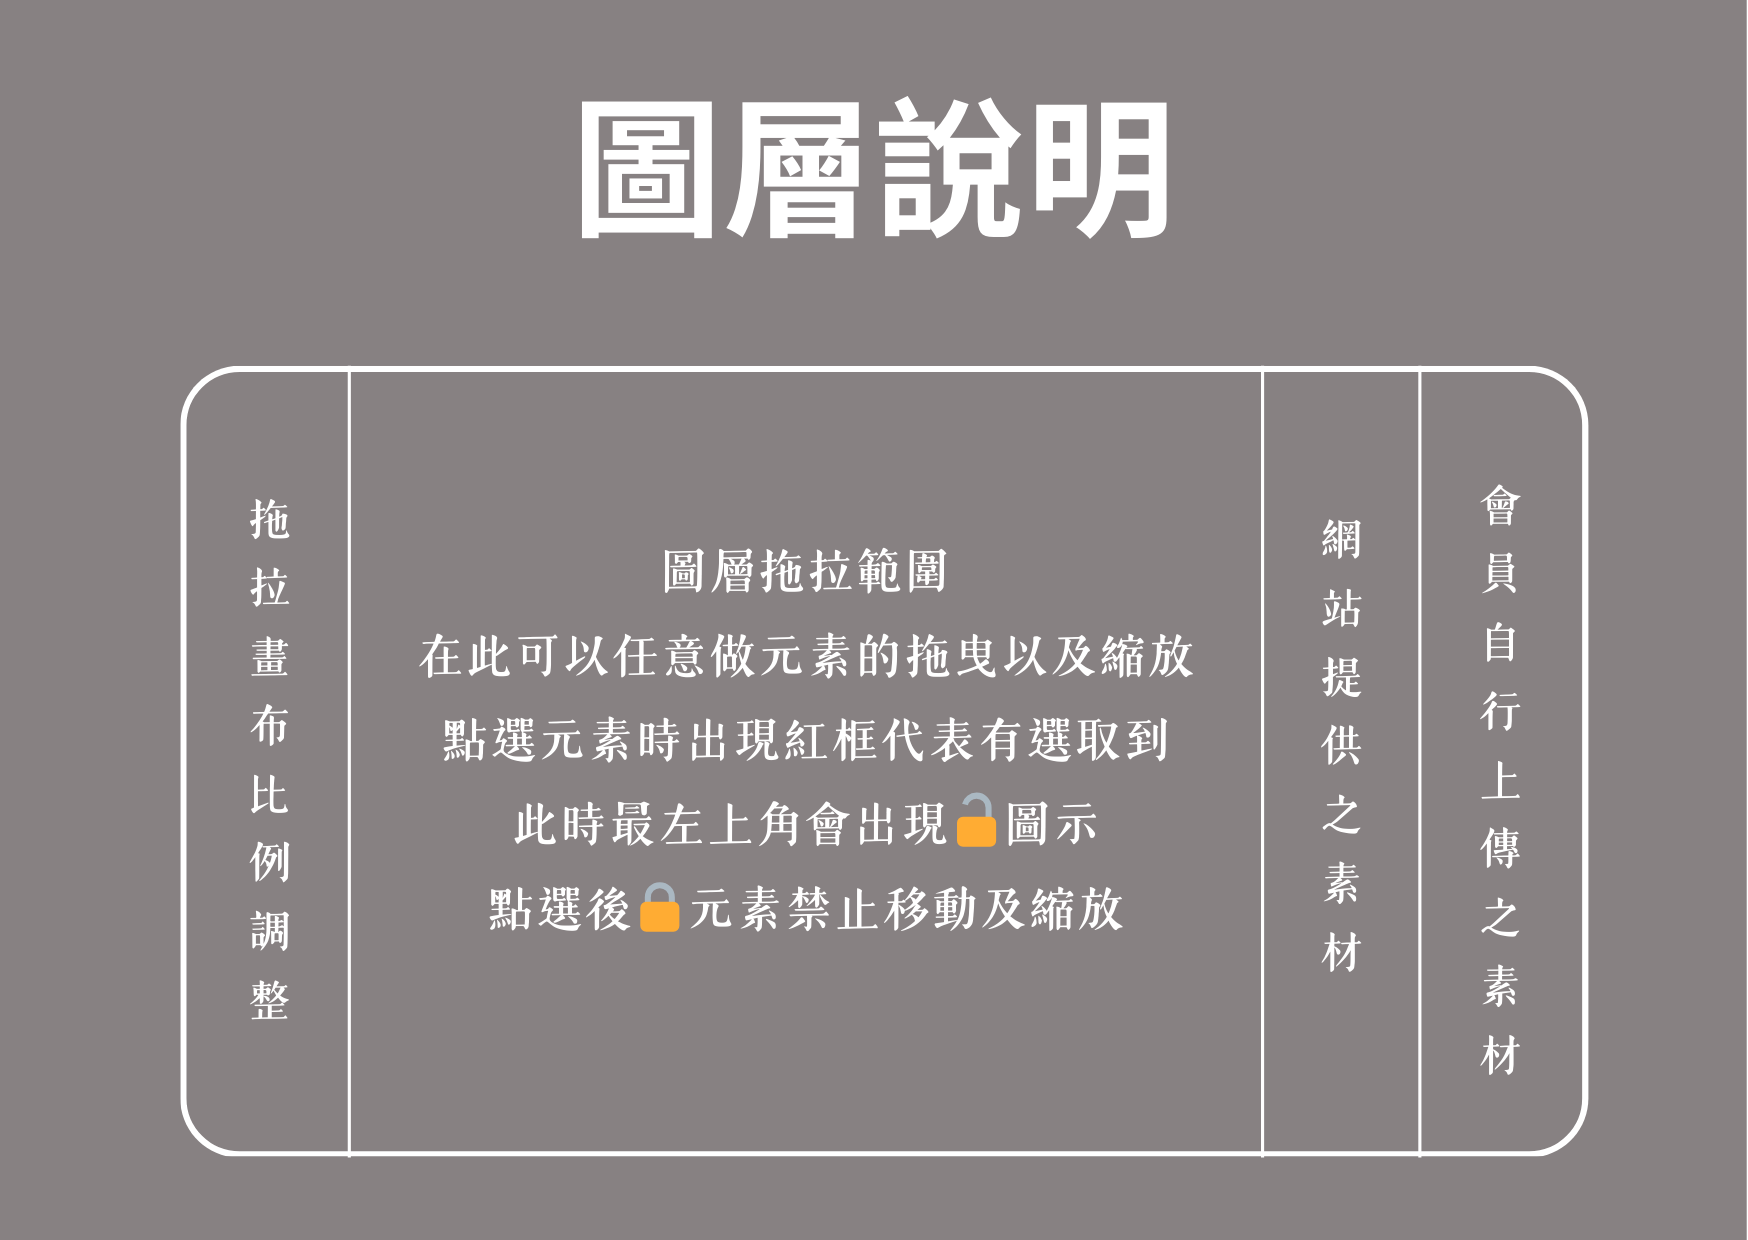 圖層說明
拖拉畫布比例調整
圖層拖拉範圍
在此可以任意做元素的拖曳以及縮放
點選元素時出現紅框代表有選取到
此時最左上角會出現🔓圖示
點選後🔒元素禁止移動及縮放
網站提供之素材
會員自行上傳之素材